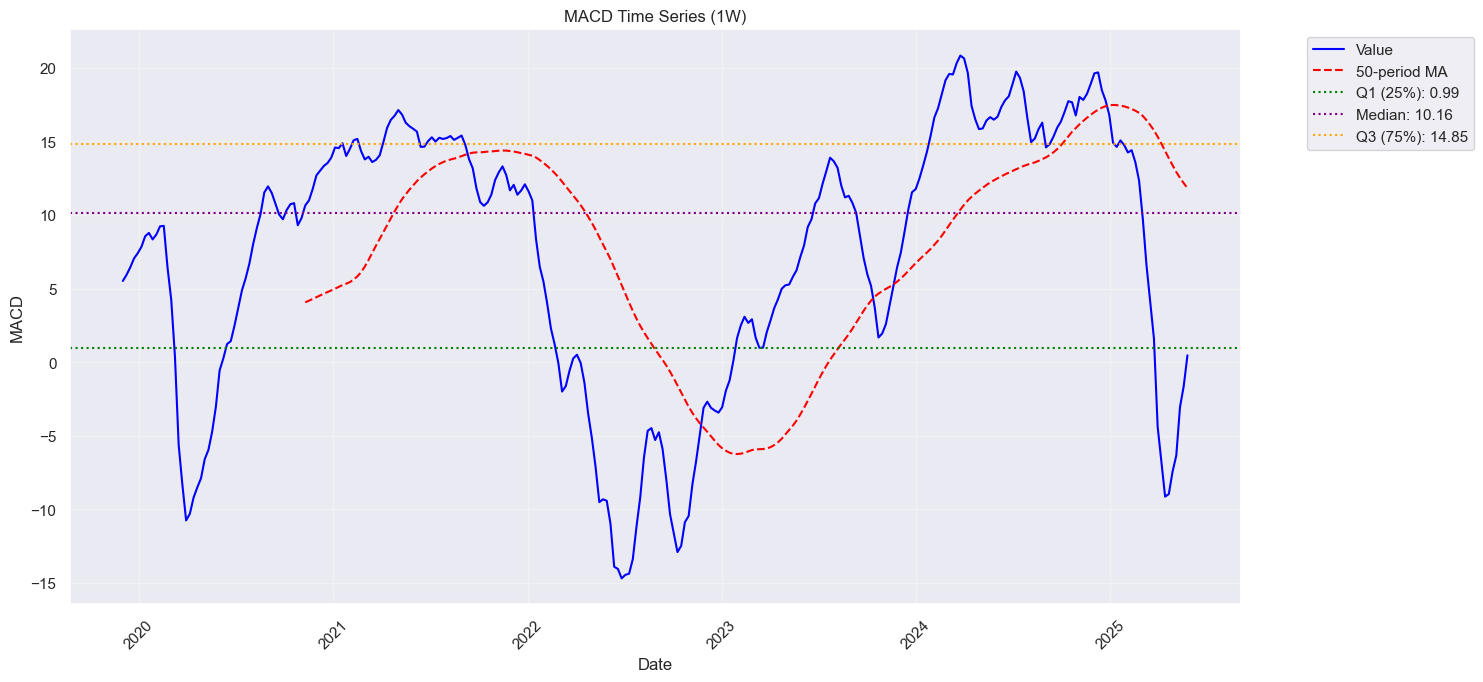 MACD Time Series (1W)
Value
50-period MA
Q1 (25%): 0.99
Median: 10.16
Q3 (75%): 14.85
MACD
20
15
10
5
0
−5
−10
−15
2020
2021
2022
2023
2024
2025
Date